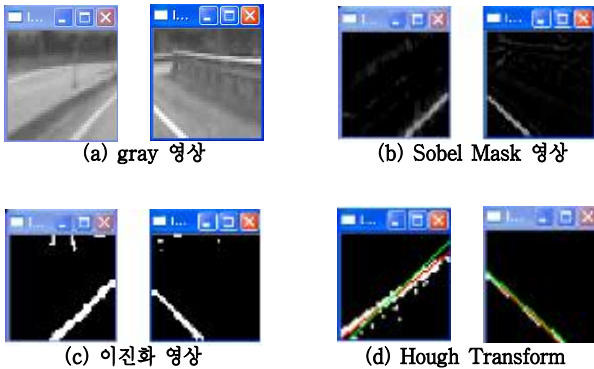 I...
I...
I...
I...
(a) gray 영상
(b) Sobel Mask 영상
I...
I...
I...
I...
(c) 이진화 영상
(d) Hough Transform